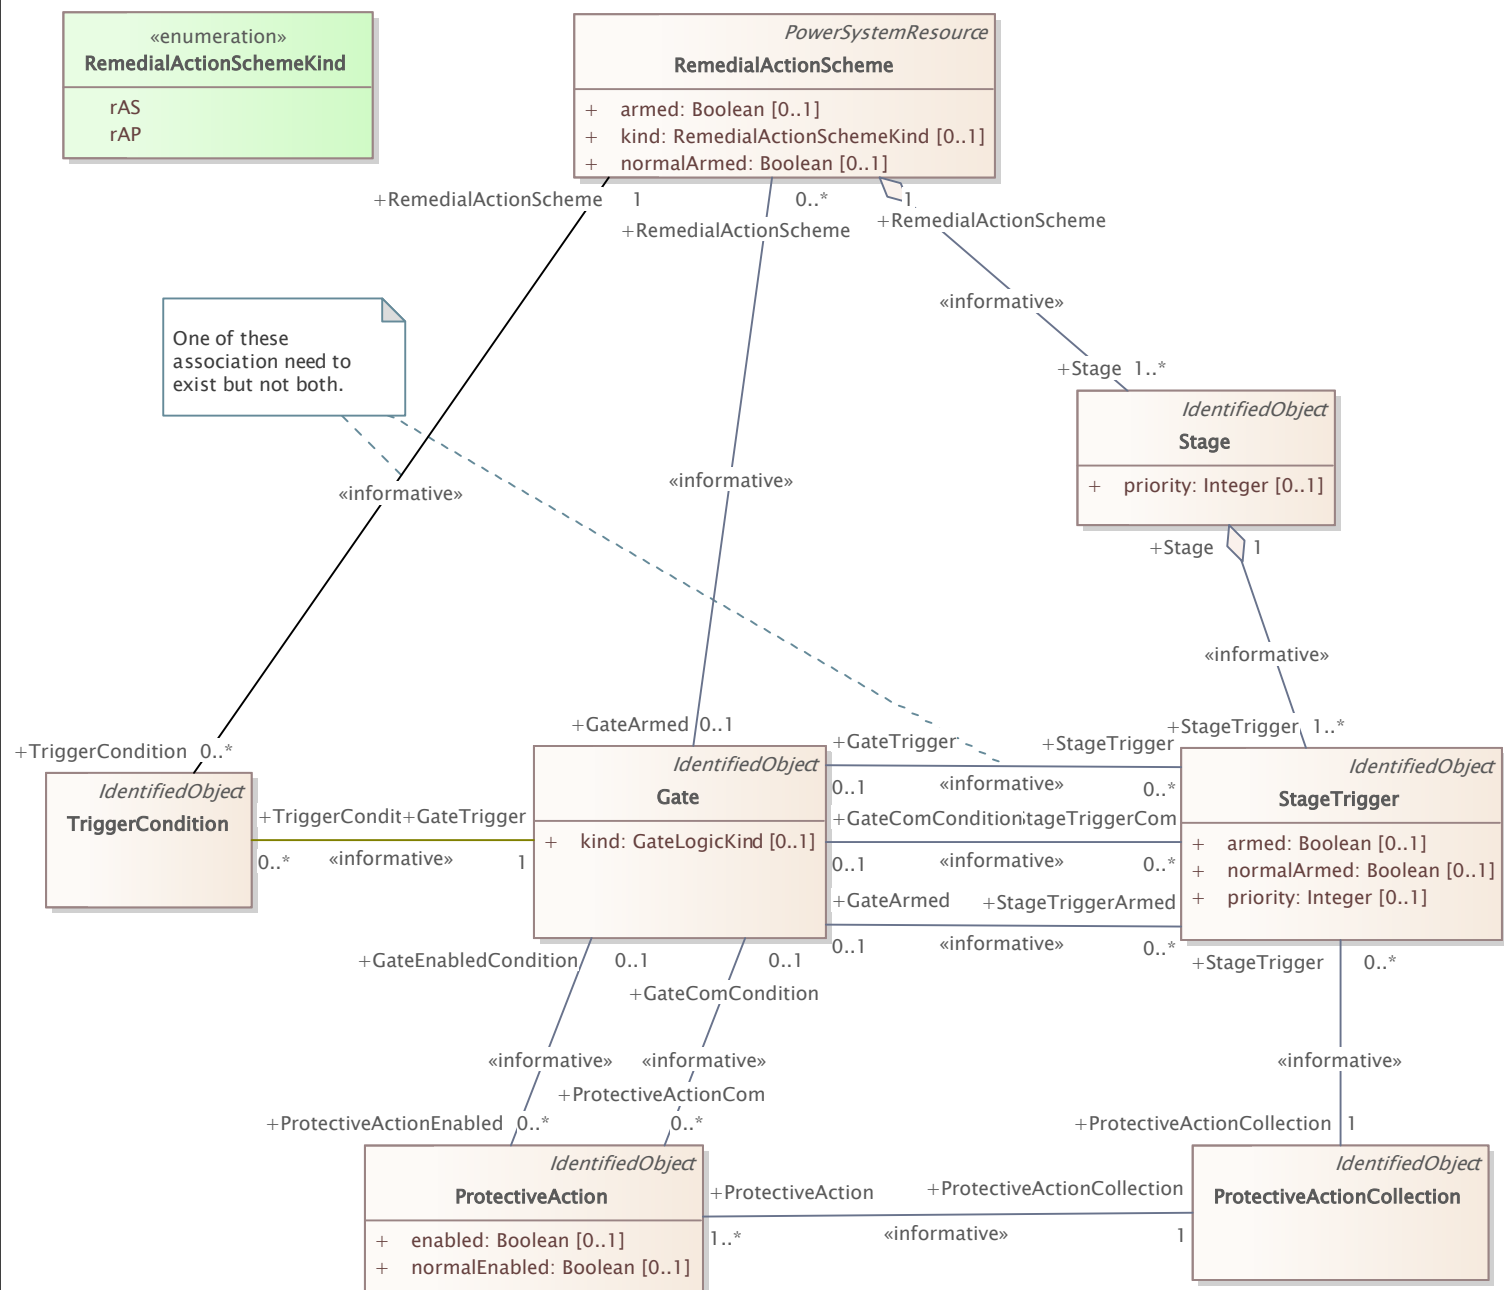 «enumeration»
RemedialActionSchemeKind
rAS
rAP
PowerSystemResource
RemedialActionScheme
+ armed: Boolean [0..1]
+ kind: RemedialActionSchemeKind [0..1]
+ normalArmed: Boolean [0..1]
+RemedialActionScheme 1
0..*
+RemedialActionScheme
1
+RemedialActionScheme
«informative»
One of these
association need to
exist but not both.
+Stage 1..*
IdentifiedObject
Stage
+ priority: Integer [0..1]
«informative»
«informative»
+Stage 1
«informative»
+GateArmed 0..1
+StageTrigger 1..*
+TriggerCondition 0..*
IdentifiedObject
TriggerCondition
+TriggerCondit
+GateTrigger
0..* «informative» 1
IdentifiedObject
Gate
+ kind: GateLogicKind [0..1]
+GateTrigger +StageTrigger
0..1 «informative» 0..*
+GateComCondition
tageTriggerCom
0..1 «informative» 0..*
+GateArmed +StageTriggerArmed
0..1 «informative» 0..*
IdentifiedObject
StageTrigger
+ armed: Boolean [0..1]
+ normalArmed: Boolean [0..1]
+ priority: Integer [0..1]
+GateEnabledCondition 0..1
0..1
+GateComCondition
+StageTrigger 0..*
«informative»
«informative»
«informative»
+ProtectiveActionCom
+ProtectiveActionEnabled 0..*
0..*
+ProtectiveActionCollection 1
IdentifiedObject
ProtectiveAction
+ enabled: Boolean [0..1]
+ normalEnabled: Boolean [0..1]
+ProtectiveAction +ProtectiveActionCollection
1..* «informative» 1
IdentifiedObject
ProtectiveActionCollection